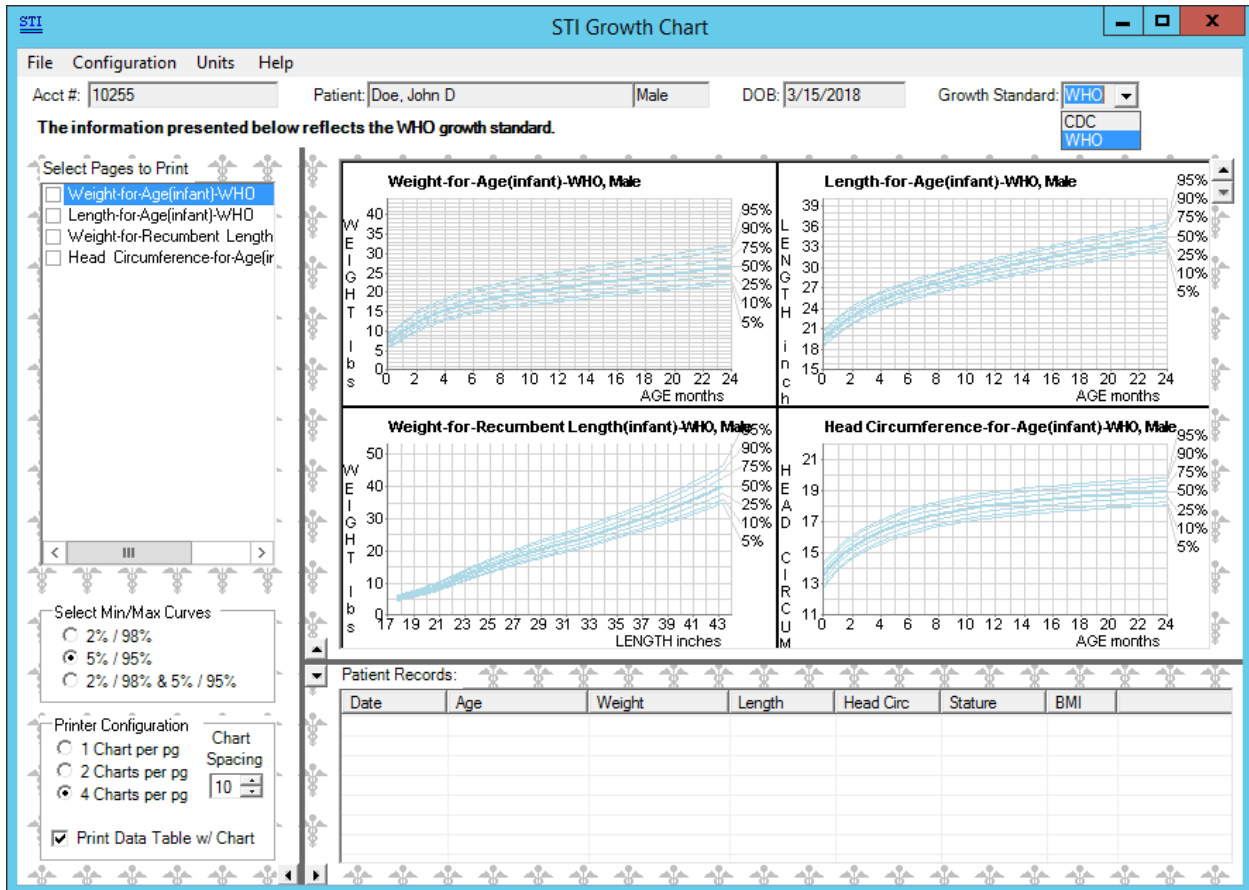 STI
STI Growth Chart
File Configuration Units Help
Acct #: 10255 Patient: Doe, John D Male DOB: 3/15/2018 Growth Standard: WHO
CDC
WHO
The information presented below reflects the WHO growth standard.
Select Pages to Print
Weight-for-Age(infant)-WHO
Length-for-Age(infant)-WHO
Weight-for-Recumbent Length
Head Circumference-for-Age(ir
Select Min/Max Curves
2% / 98%
5% / 95%
2% / 98% & 5% / 95%
Printer Configuration
1 Chart per pg
2 Charts per pg
4 Charts per pg
Chart
Spacing
10
Print Data Table w/ Chart
Weight-for-Age(infant)-WHO, Male
WEIGHT lbs
40
35
30
25
20
15
10
5
0
0 2 4 6 8 10 12 14 16 18 20 22 24
AGE months
95%
90%
75%
50%
25%
10%
5%
Length-for-Age(infant)-WHO, Male
LENGTH inch
39
36
33
30
27
24
21
18
15
0 2 4 6 8 10 12 14 16 18 20 22 24
AGE months
95%
90%
75%
50%
25%
10%
5%
Weight-for-Recumbent Length(infant)-WHO, Male
WEIGHT lbs
50
40
30
20
10
0
17 19 21 23 25 27 29 31 33 35 37 39 41 43
LENGTH inches
95%
90%
75%
50%
25%
10%
5%
Head Circumference-for-Age(infant)-WHO, Male
HEAD CIRCUM
21
19
17
15
13
11
0 2 4 6 8 10 12 14 16 18 20 22 24
AGE months
95%
90%
75%
50%
25%
10%
5%
Patient Records:
Date Age Weight Length Head Circ Stature BMI